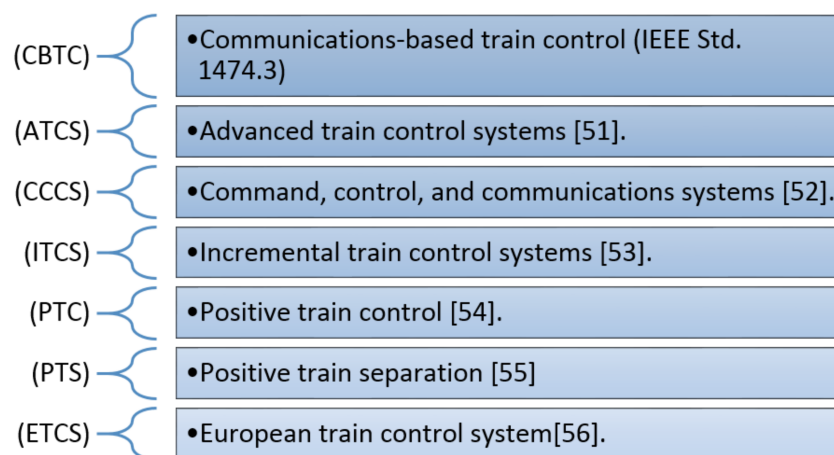 (CBTC)
•Communications-based train control (IEEE Std.
1474.3)
(ATCS)
•Advanced train control systems [51].
(CCCS)
•Command, control, and communications systems [52].
(ITCS)
•Incremental train control systems [53].
(PTC)
•Positive train control [54].
(PTS)
•Positive train separation [55]
(ETCS)
•European train control system[56].